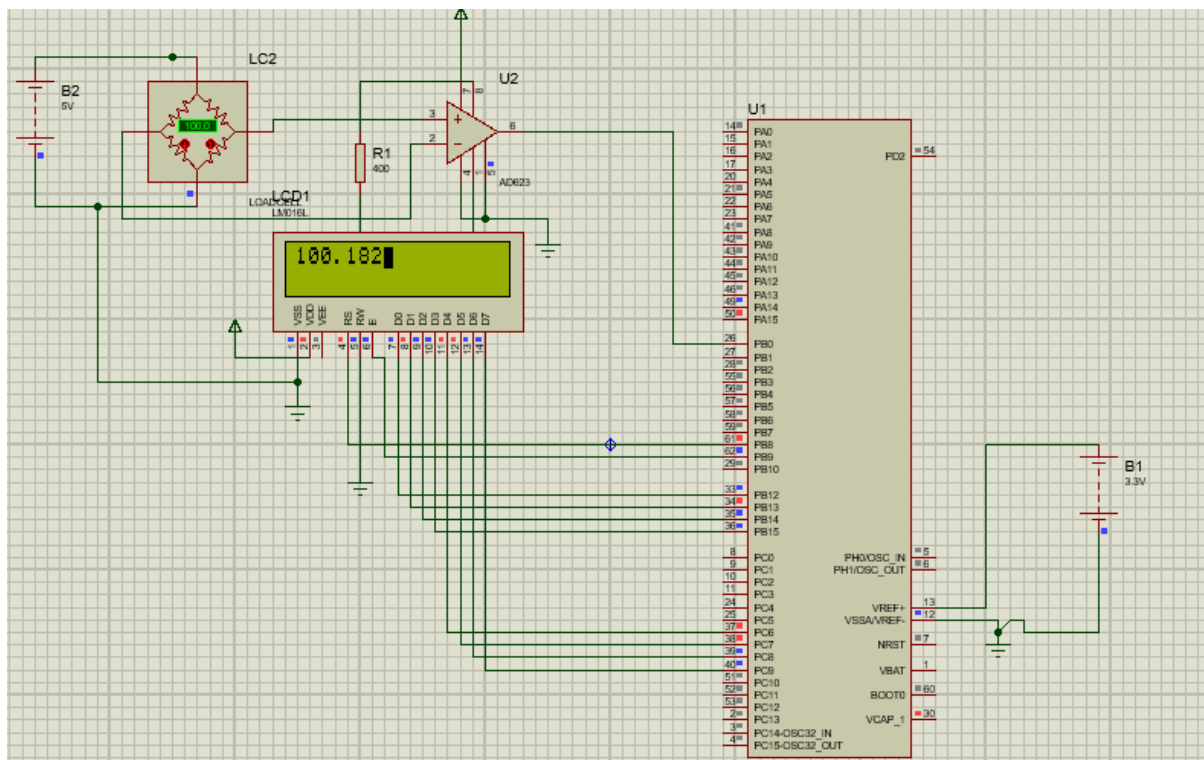 LC2
B2
5V
100.0
LOADCELL
U2
7
8
3
2
6
4
1
5
AD623
R1
400
LCD1
LM016L
100.182
VSS
VDD
VEE
RS
RW
E
D0
D1
D2
D3
D4
D5
D6
D7
1
2
3
4
5
6
7
8
9
10
11
12
13
14
U1
14 PA0
15 PA1
16 PA2
17 PA3
20 PA4
21 PA5
22 PA6
23 PA7
41 PA8
42 PA9
43 PA10
44 PA11
45 PA12
46 PA13
49 PA14
50 PA15
26 PB0
27 PB1
28 PB2
55 PB3
56 PB4
57 PB5
58 PB6
59 PB7
61 PB8
62 PB9
29 PB10
33 PB12
34 PB13
35 PB14
36 PB15
8 PC0
9 PC1
10 PC2
11 PC3
24 PC4
25 PC5
37 PC6
38 PC7
39 PC8
40 PC9
51 PC10
52 PC11
53 PC12
2 PC13
3 PC14-OSC32_IN
4 PC15-OSC32_OUT
PD2 54
PH0/OSC_IN 5
PH1/OSC_OUT 6
VREF+ 13
VSSA/VREF- 12
NRST 7
VBAT 1
BOOT0 60
VCAP_1 30
B1
3.3V